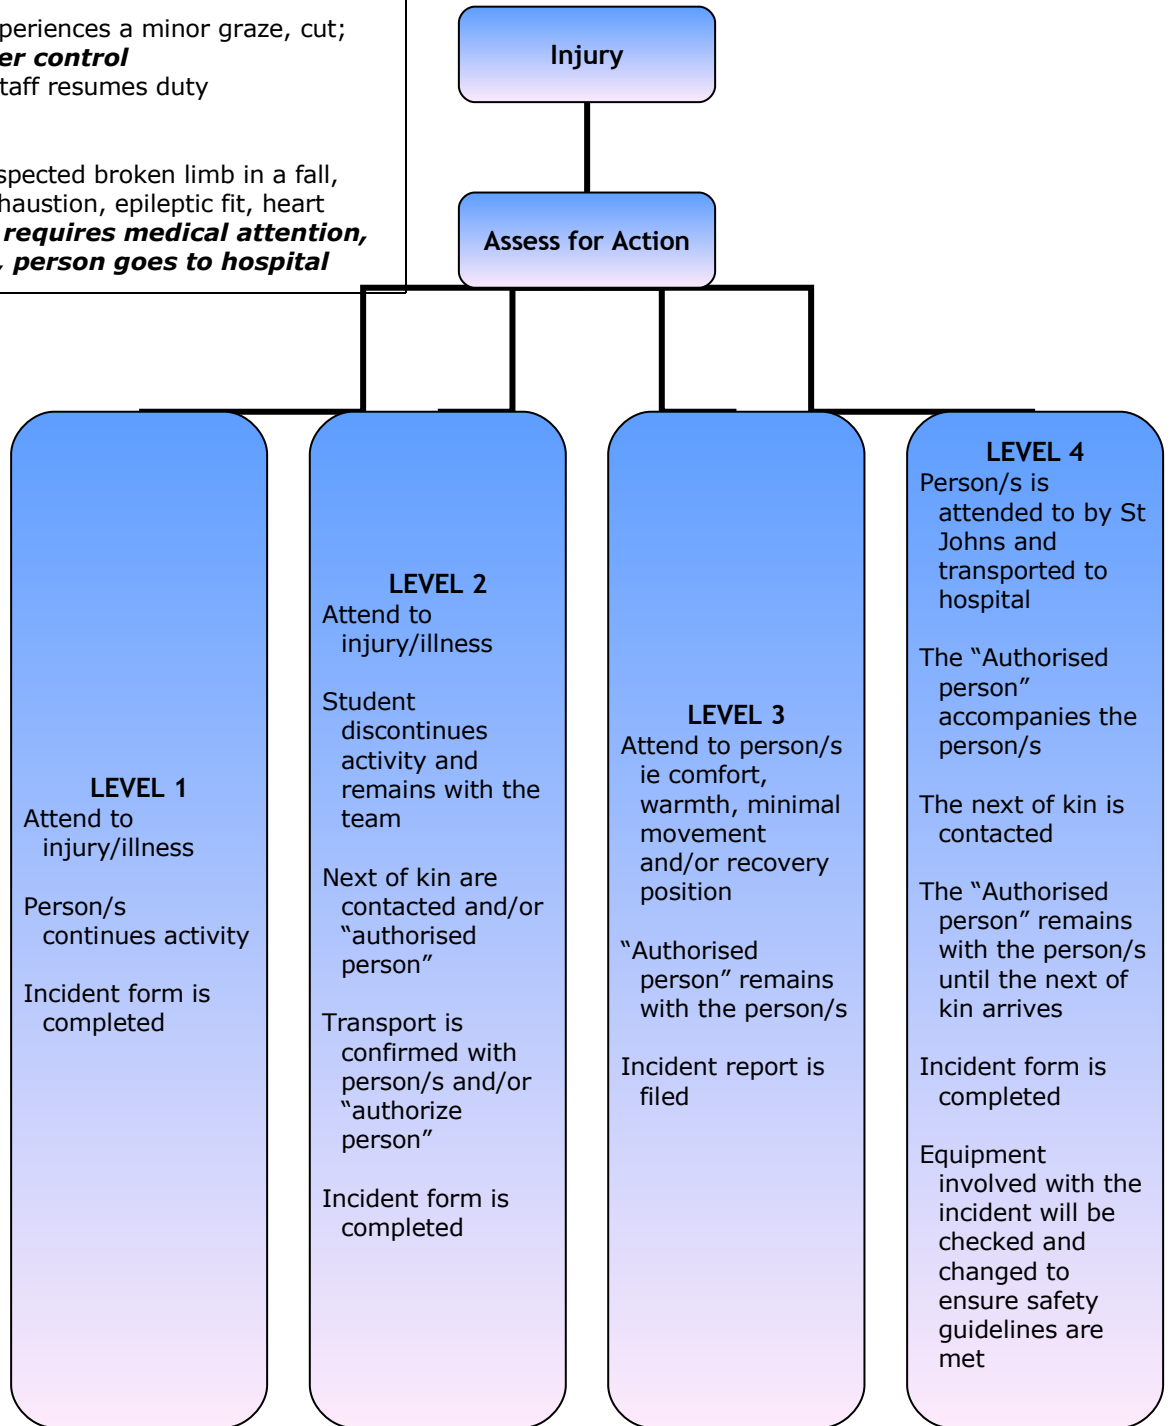 periences a minor graze, cut;
er control
taff resumes duty
spected broken limb in a fall,
haustion, epileptic fit, heart
requires medical attention,
, person goes to hospital
Injury
Assess for Action
LEVEL 1
Attend to
injury/illness
Person/s
continues activity
Incident form is
completed
LEVEL 2
Attend to
injury/illness
Student
discontinues
activity and
remains with the
team
Next of kin are
contacted and/or
“authorised
person”
Transport is
confirmed with
person/s and/or
“authorize
person”
Incident form is
completed
LEVEL 3
Attend to person/s
ie comfort,
warmth, minimal
movement
and/or recovery
position
“Authorised
person” remains
with the person/s
Incident report is
filed
LEVEL 4
Person/s is
attended to by St
Johns and
transported to
hospital
The “Authorised
person”
accompanies the
person/s
The next of kin is
contacted
The “Authorised
person” remains
with the person/s
until the next of
kin arrives
Incident form is
completed
Equipment
involved with the
incident will be
checked and
changed to
ensure safety
guidelines are
met